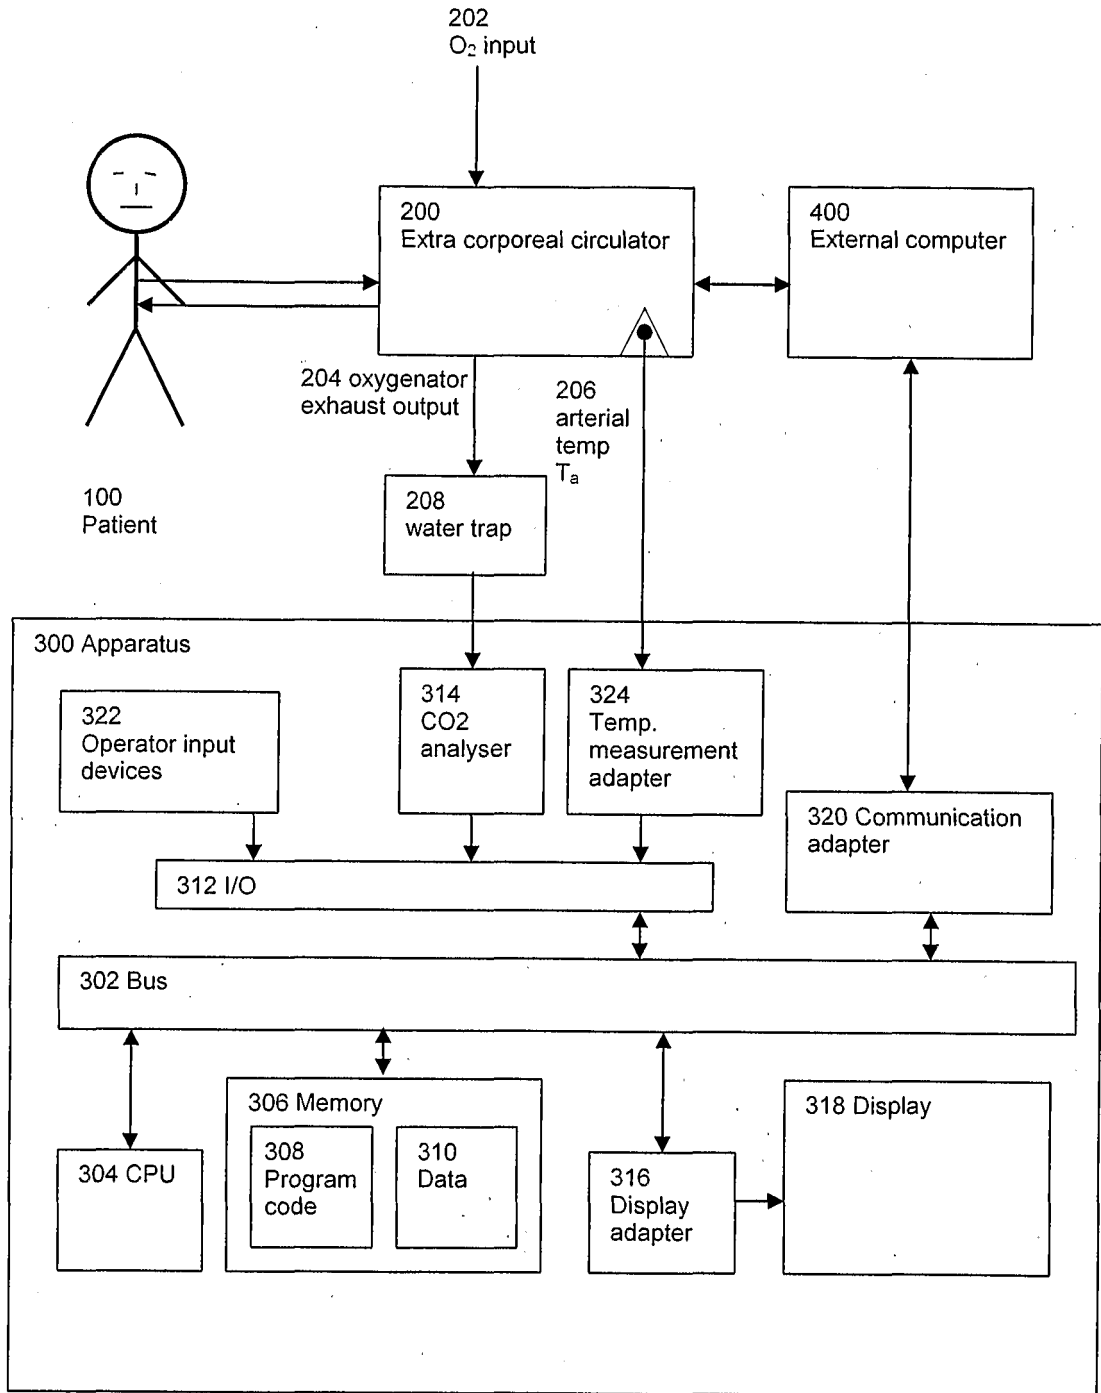 202
O₂ input
200
Extra corporeal circulator
400
External computer
204 oxygenator
exhaust output
206
arterial
temp
Tₐ
100
Patient
208
water trap
300 Apparatus
322
Operator input
devices
314
CO2
analyser
324
Temp.
measurement
adapter
320 Communication
adapter
312 I/O
302 Bus
306 Memory
308
Program
code
310
Data
304 CPU
316
Display
adapter
318 Display